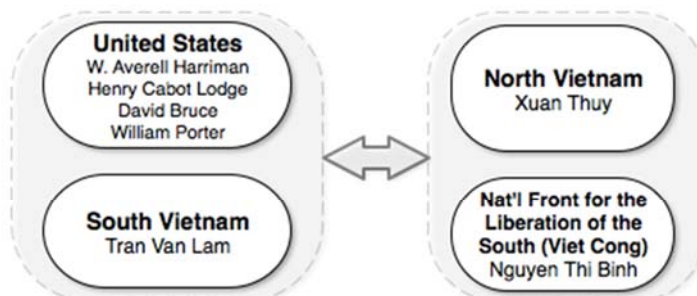 United States
W. Averell Harriman
Henry Cabot Lodge
David Bruce
William Porter
South Vietnam
Tran Van Lam
North Vietnam
Xuan Thuy
Nat'l Front for the
Liberation of the
South (Viet Cong)
Nguyen Thi Binh